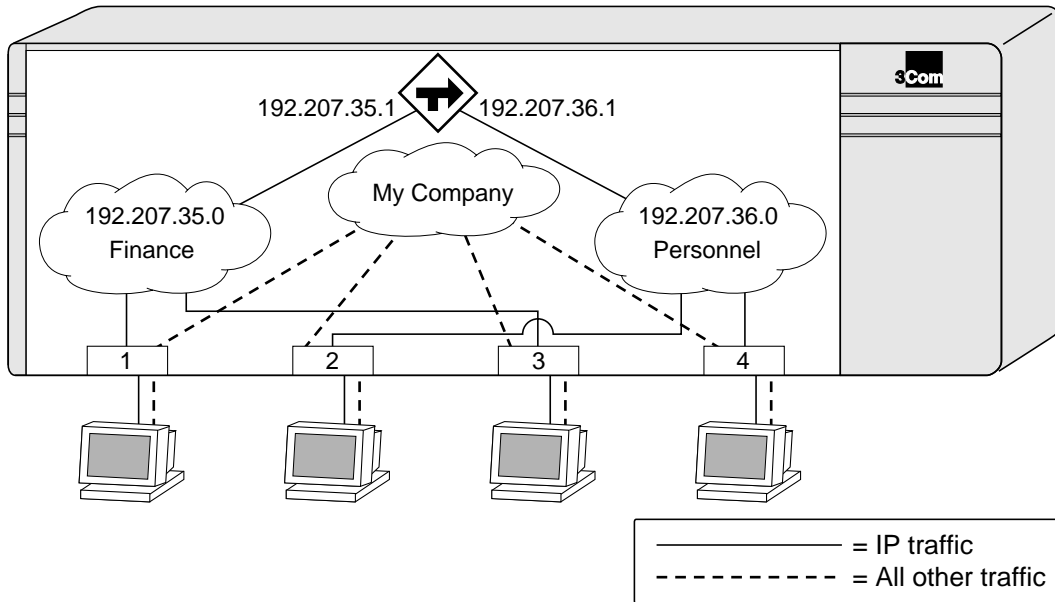 3Com
192.207.35.1
192.207.36.1
My Company
192.207.35.0
Finance
192.207.36.0
Personnel
1
2
3
4
= IP traffic
= All other traffic